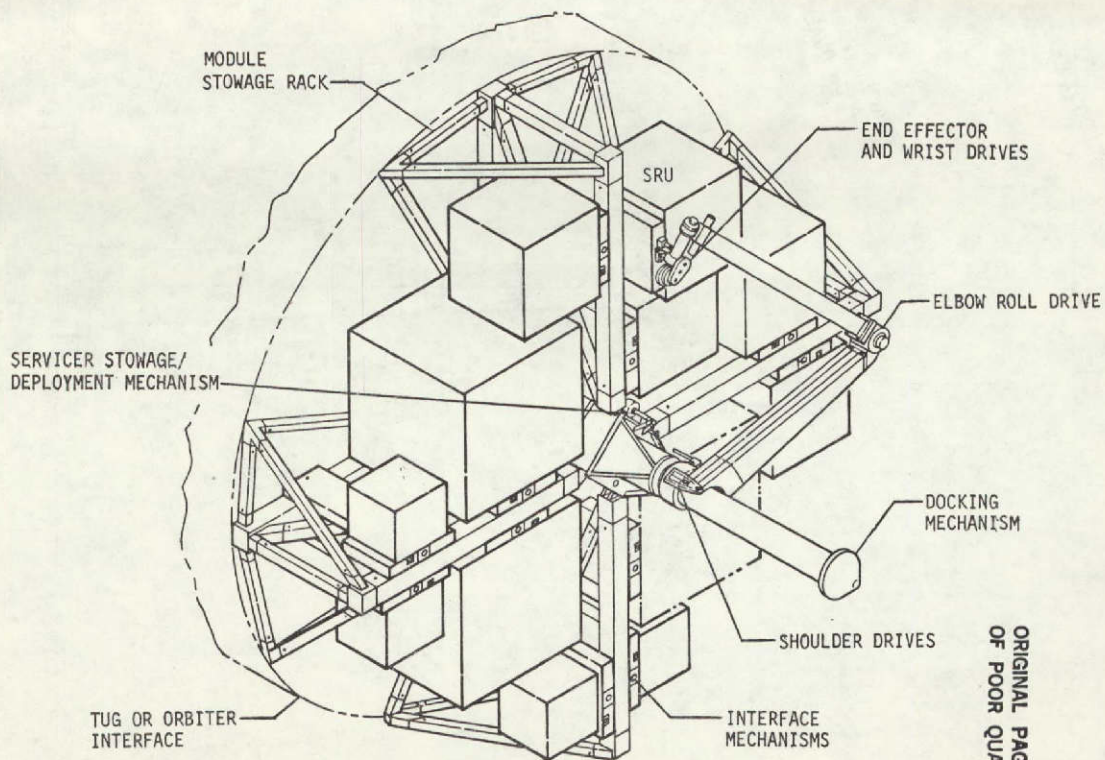 MODULE
STOWAGE RACK
END EFFECTOR
AND WRIST DRIVES
SRU
ELBOW ROLL DRIVE
SERVICER STOWAGE/
DEPLOYMENT MECHANISM
DOCKING
MECHANISM
SHOULDER DRIVES
TUG OR ORBITER
INTERFACE
INTERFACE
MECHANISMS
ORIGINAL PAG
OF POOR QUA